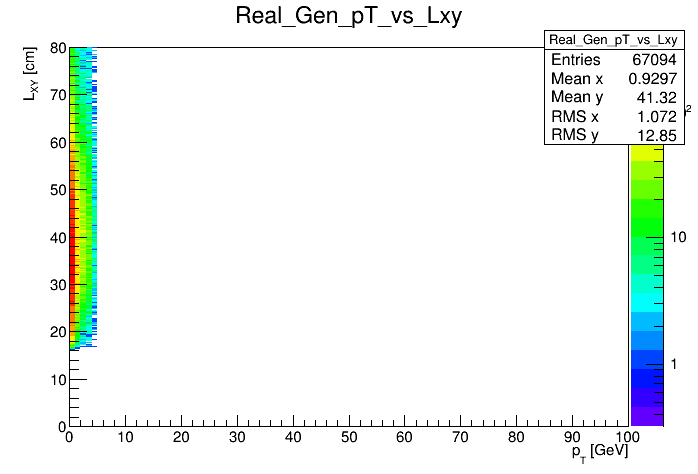 Real_Gen_pT_vs_Lxy
Real_Gen_pT_vs_Lxy
Entries 67094
Mean x 0.9297
Mean y 41.32
RMS x 1.072
RMS y 12.85
L_XY [cm]
80
70
60
50
40
30
20
10
0
2
10
1
0 10 20 30 40 50 60 70 80 90 100
p_T [GeV]